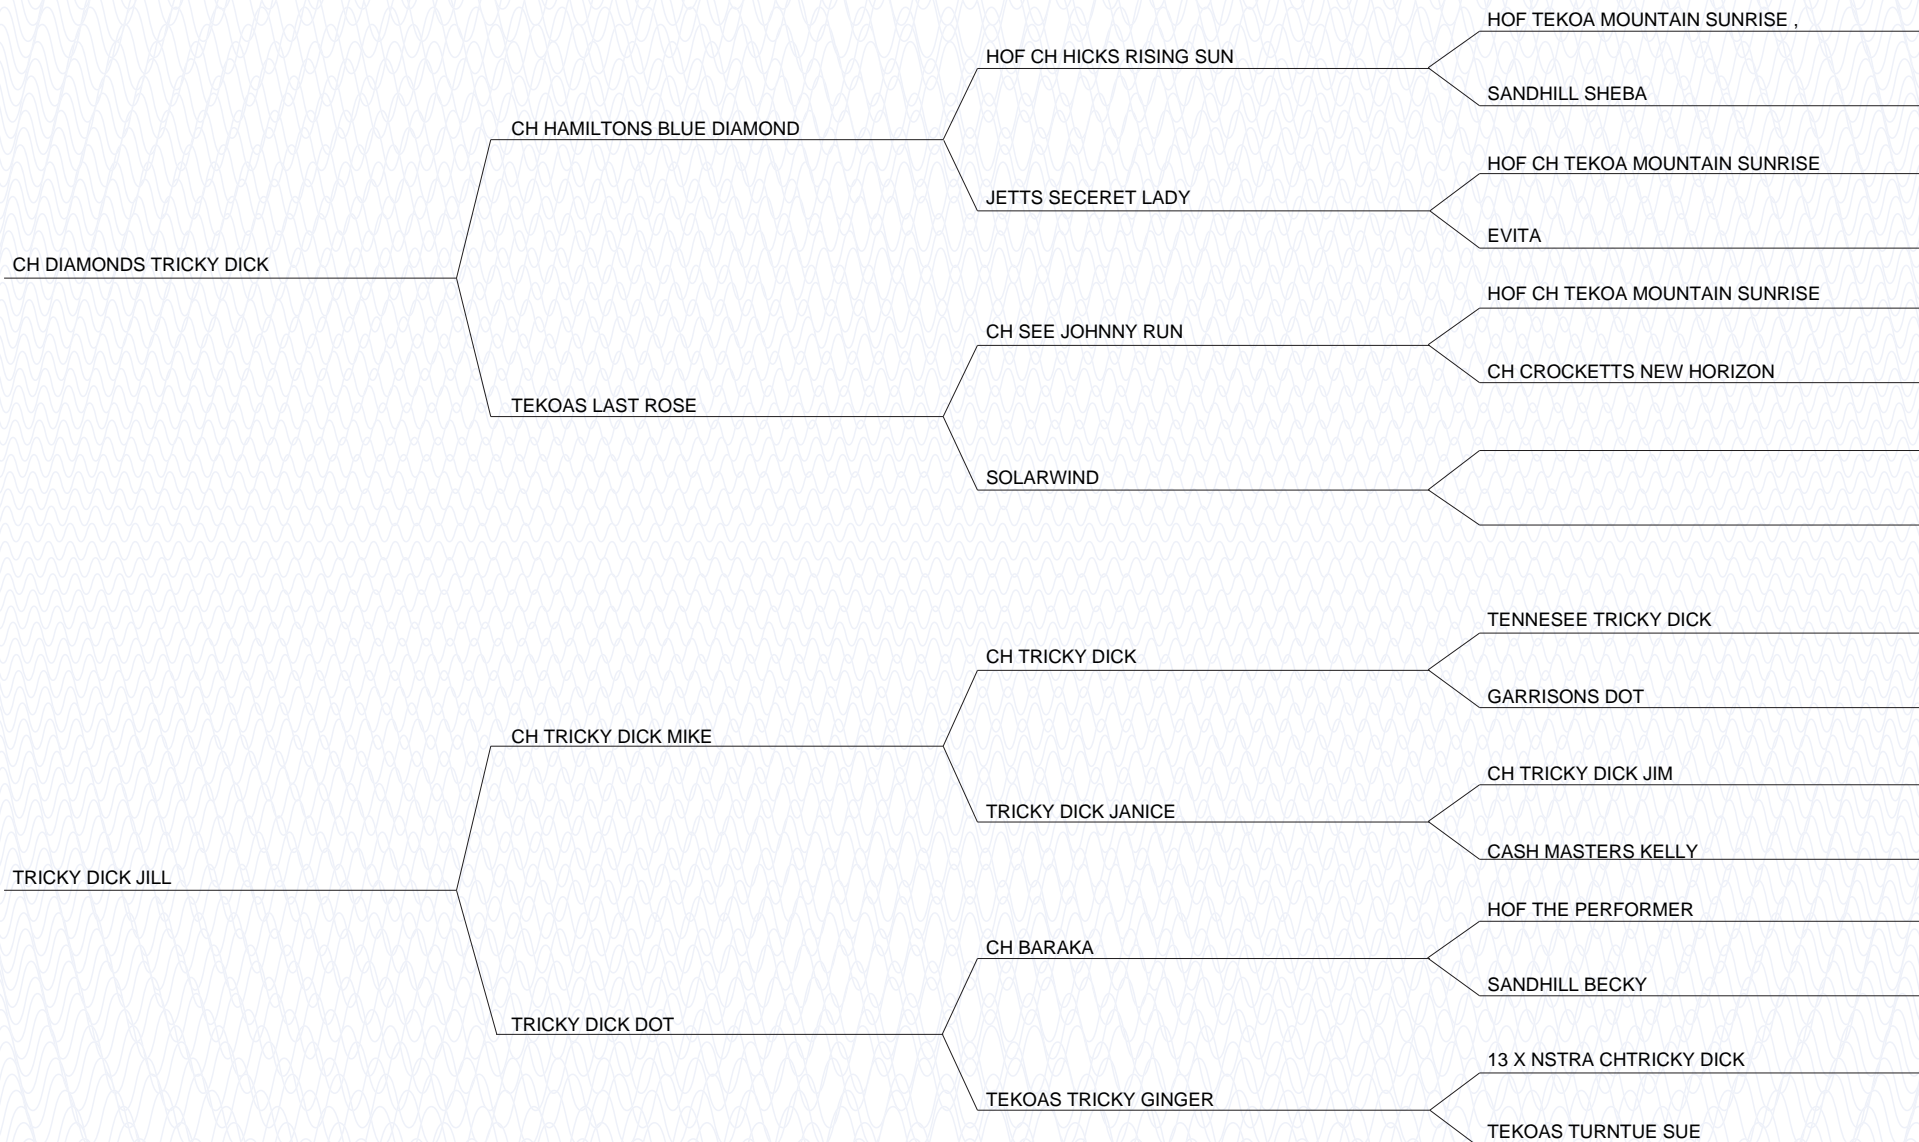 HOF TEKOA MOUNTAIN SUNRISE ,
HOF CH HICKS RISING SUN
SANDHILL SHEBA
CH HAMILTONS BLUE DIAMOND
HOF CH TEKOA MOUNTAIN SUNRISE
JETTS SECERET LADY
EVITA
CH DIAMONDS TRICKY DICK
HOF CH TEKOA MOUNTAIN SUNRISE
CH SEE JOHNNY RUN
CH CROCKETTS NEW HORIZON
TEKOAS LAST ROSE
SOLARWIND
TENNESEE TRICKY DICK
CH TRICKY DICK
GARRISONS DOT
CH TRICKY DICK MIKE
CH TRICKY DICK JIM
TRICKY DICK JANICE
CASH MASTERS KELLY
TRICKY DICK JILL
HOF THE PERFORMER
CH BARAKA
SANDHILL BECKY
TRICKY DICK DOT
13 X NSTRA CHTRICKY DICK
TEKOAS TRICKY GINGER
TEKOAS TURNTUE SUE